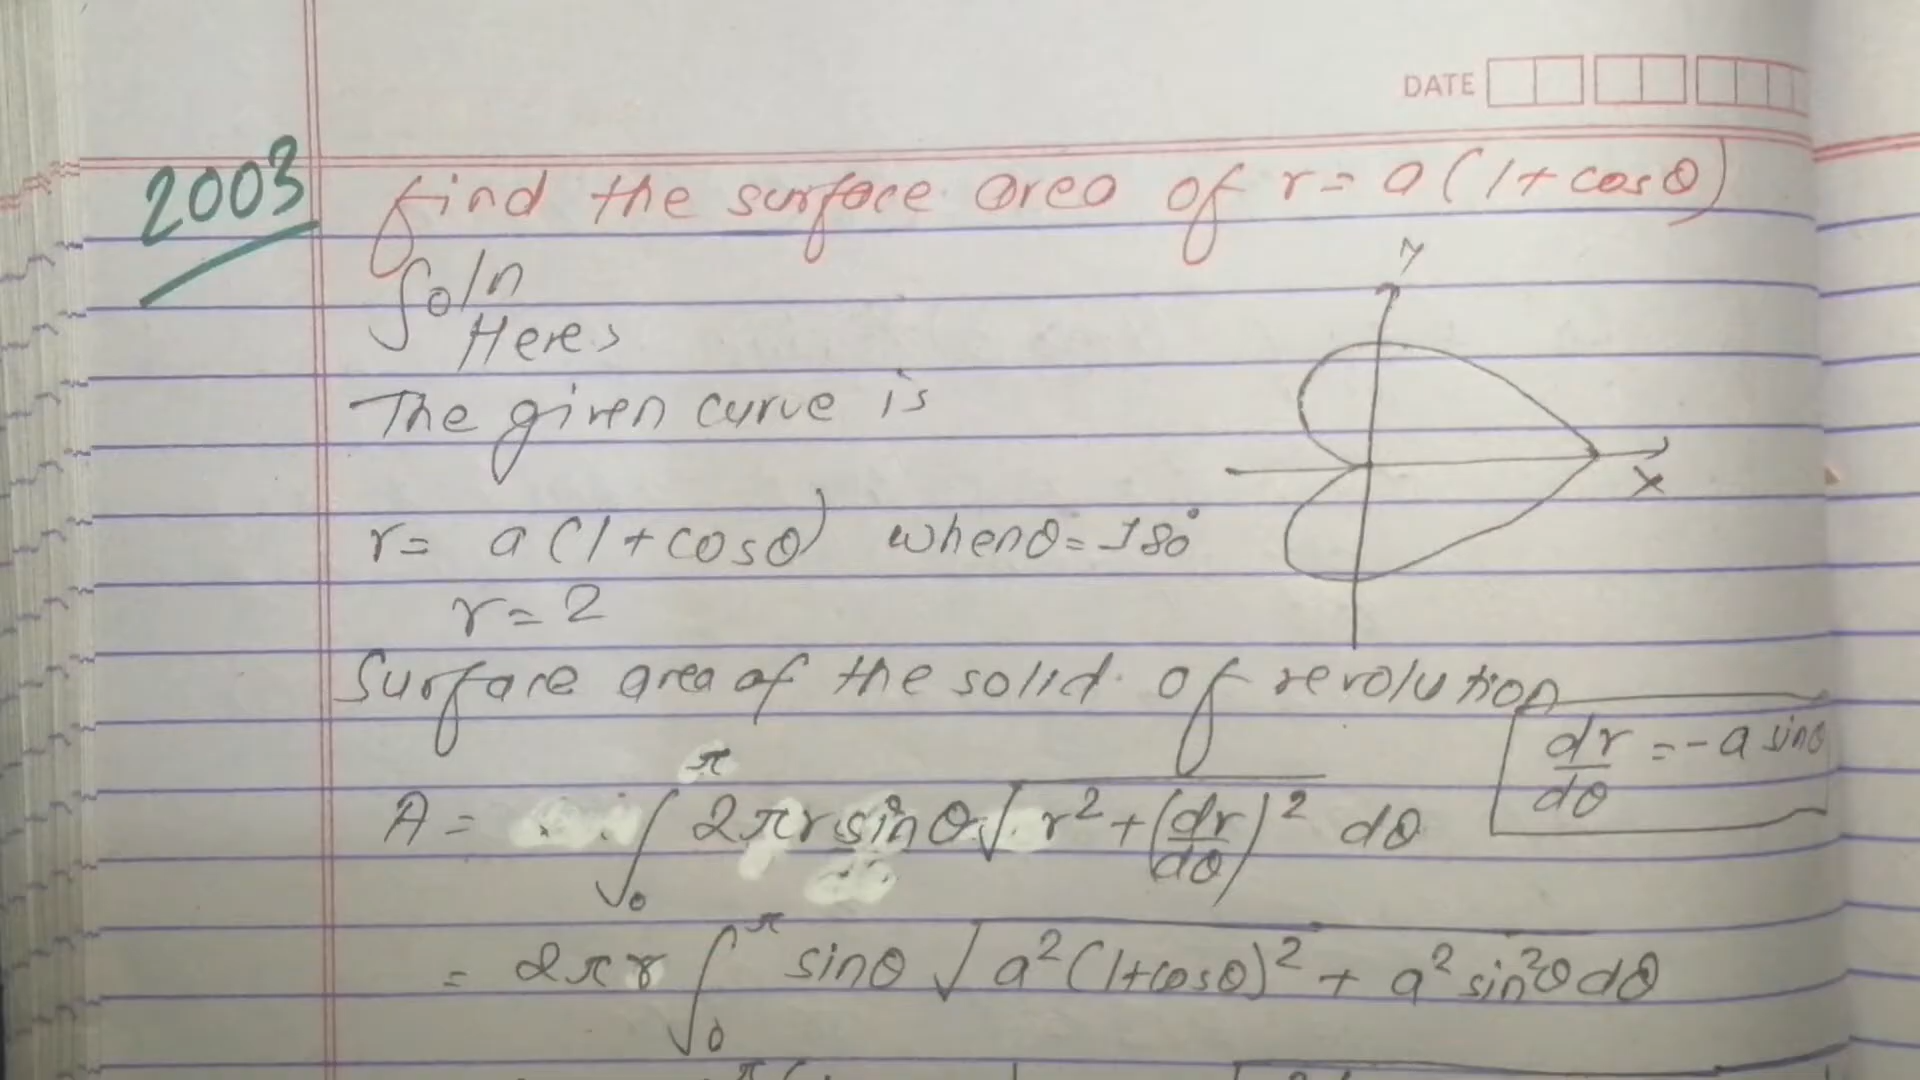 DATE
2003
find the surface area of r = a (1 + cosθ)
Soln
Here,
The given curve is
r = a (1 + cosθ) when θ = 180°
r = 2
Y
X
Surface area of the solid of revolution
dr/dθ = -a sinθ
A = ∫₀^π 2πr sinθ √(r² + (dr/dθ)²) dθ
= 2πr ∫₀^π sinθ √(a²(1+cosθ)² + a² sin²θ) dθ